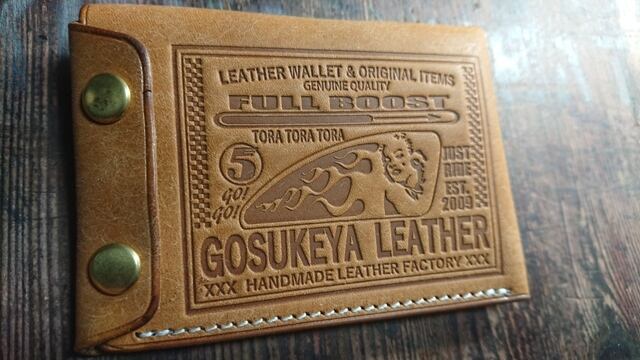 LEATHER WALLET & ORIGINAL ITEMS
GENUINE QUALITY
FULL BOOST
TORA TORA TORA
5
GO!
GO!
JUST
RIDE
EST.
2009
GOSUKEYA LEATHER
XXX HANDMADE LEATHER FACTORY XXX